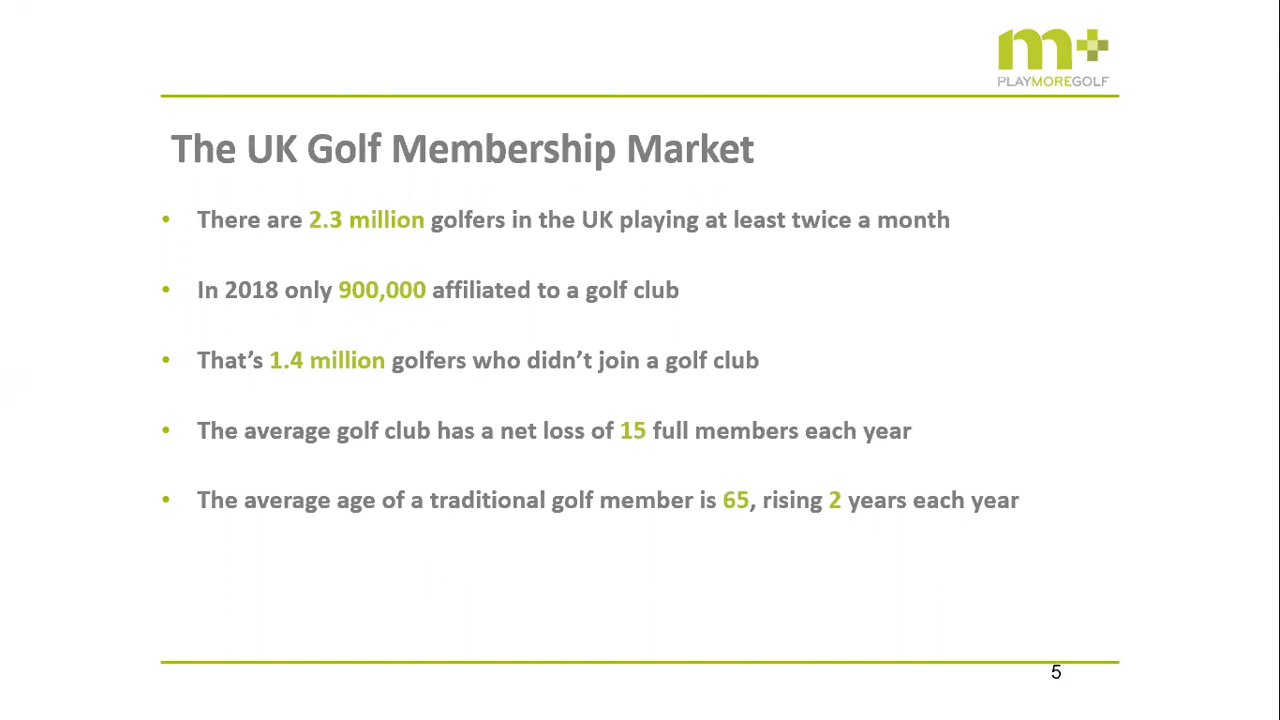 m+
PLAYMOREGOLF
The UK Golf Membership Market
• There are 2.3 million golfers in the UK playing at least twice a month
• In 2018 only 900,000 affiliated to a golf club
• That’s 1.4 million golfers who didn’t join a golf club
• The average golf club has a net loss of 15 full members each year
• The average age of a traditional golf member is 65, rising 2 years each year
5